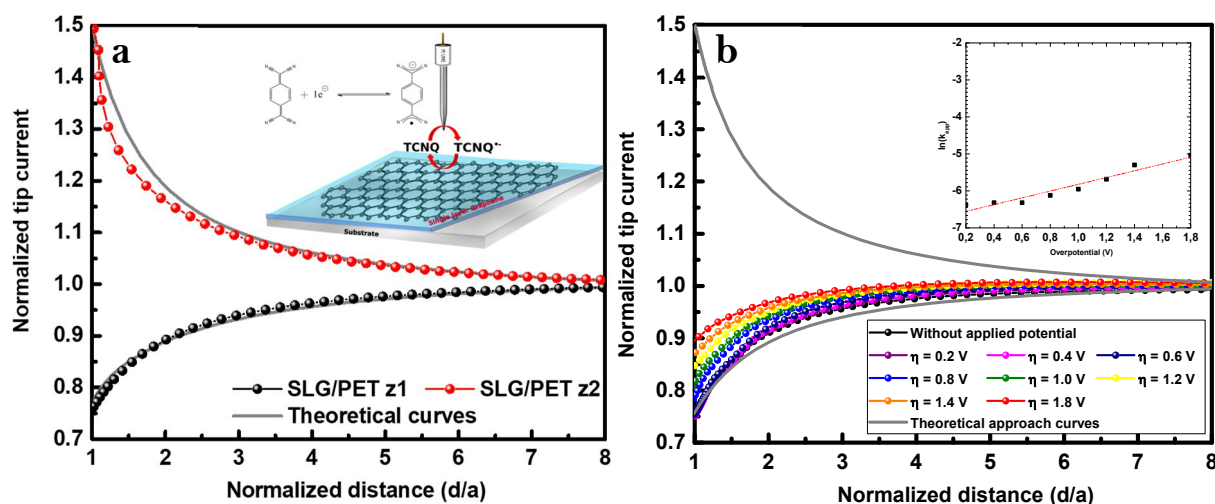 a
1.5
1.4
1.3
1.2
1.1
1.0
0.9
0.8
0.7
Normalized tip current
+ 1e⊖
TCNQ TCNQ•-
Single layer Graphene
Substrate
SLG/PET z1 SLG/PET z2
Theoretical curves
1 2 3 4 5 6 7 8
Normalized distance (d/a)
b
1.5
1.4
1.3
1.2
1.1
1.0
0.9
0.8
0.7
Normalized tip current
-2
-4
-5
-6
-7
ln(kapp)
0,2 0,4 0,6 0,8 1,0 1,2 1,4 1,6 1,8
Overpotential (V)
Without applied potential
η = 0.2 V η = 0.4 V η = 0.6 V
η = 0.8 V η = 1.0 V η = 1.2 V
η = 1.4 V η = 1.8 V
Theoretical approach curves
1 2 3 4 5 6 7 8
Normalized distance (d/a)